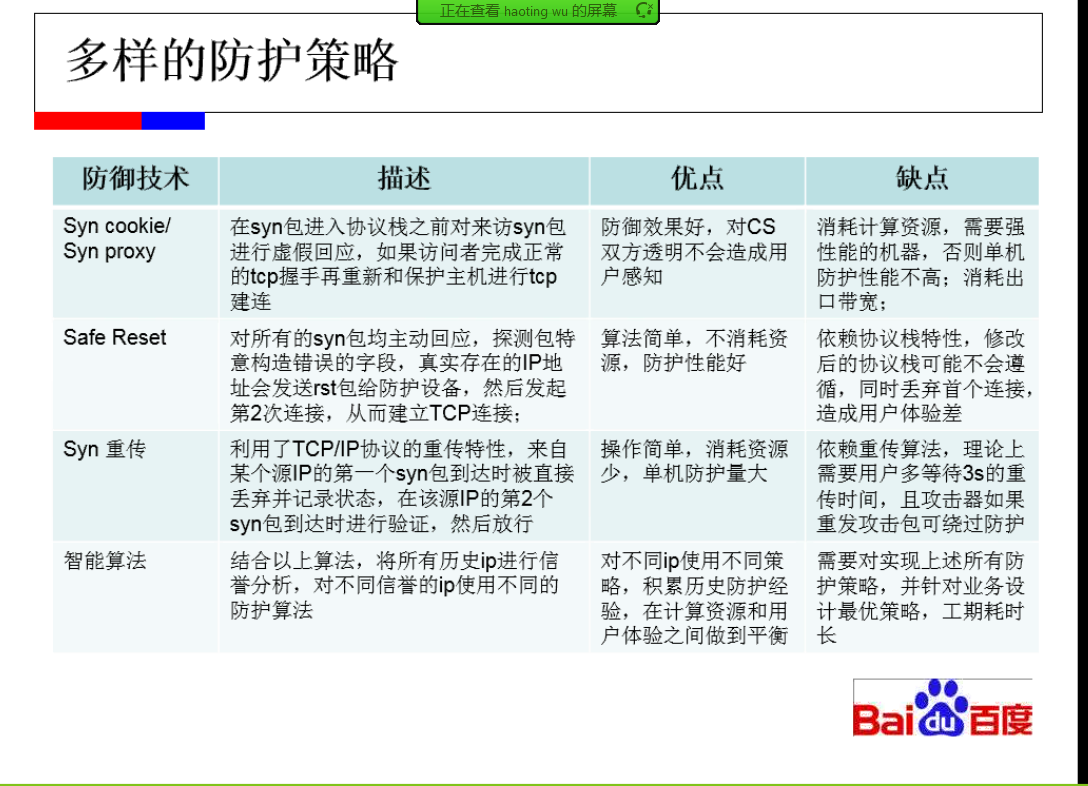 正在查看 haoting wu 的屏幕
多样的防护策略
防御技术 描述 优点 缺点
Syn cookie/
Syn proxy
在syn包进入协议栈之前对来访syn包
进行虚假回应，如果访问者完成正常
的tcp握手再重新和保护主机进行tcp
建连
防御效果好，对CS
双方透明不会造成用
户感知
消耗计算资源，需要强
性能的机器，否则单机
防护性能不高；消耗出
口带宽；
Safe Reset
对所有的syn包均主动回应，探测包特
意构造错误的字段，真实存在的IP地
址会发送rst包给防护设备，然后发起
第2次连接，从而建立TCP连接；
算法简单，不消耗资
源，防护性能好
依赖协议栈特性，修改
后的协议栈可能不会遵
循，同时丢弃首个连接，
造成用户体验差
Syn 重传
利用了TCP/IP协议的重传特性，来自
某个源IP的第一个syn包到达时被直接
丢弃并记录状态，在该源IP的第2个
syn包到达时进行验证，然后放行
操作简单，消耗资源
少，单机防护量大
依赖重传算法，理论上
需要用户多等待3s的重
传时间，且攻击器如果
重发攻击包可绕过防护
智能算法
结合以上算法，将所有历史ip进行信
誉分析，对不同信誉的ip使用不同的
防护算法
对不同ip使用不同策
略，积累历史防护经
验，在计算资源和用
户体验之间做到平衡
需要对实现上述所有防
护策略，并针对业务设
计最优策略，工期耗时
长
Baidu百度